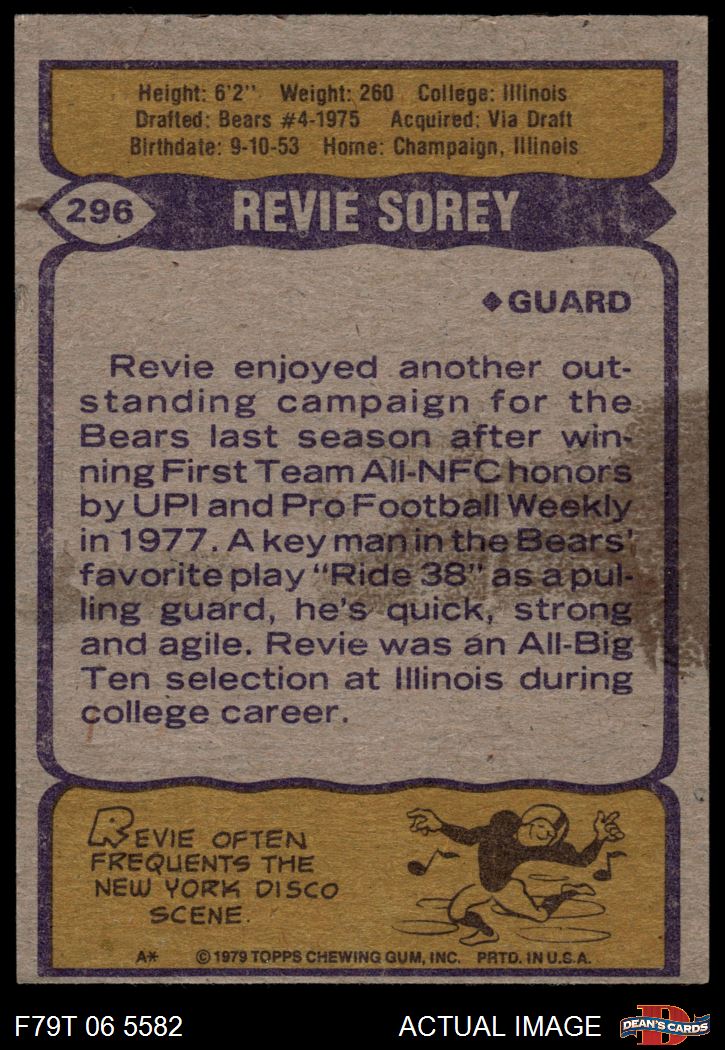 Height: 6'2" Weight: 260 College: Illinois
Drafted: Bears #4-1975 Acquired: Via Draft
Birthdate: 9-10-53 Home: Champaign, Illinois
296 REVIE SOREY
◆GUARD
Revie enjoyed another out-
standing campaign for the
Bears last season after win-
ning First Team All-NFC honors
by UPI and Pro Football Weekly
in 1977. A key man in the Bears'
favorite play "Ride 38" as a pul-
ling guard, he's quick, strong
and agile. Revie was an All-Big
Ten selection at Illinois during
college career.
REVIE OFTEN
FREQUENTS THE
NEW YORK DISCO
SCENE.
A* ©1979 TOPPS CHEWING GUM, INC. PRTD. IN U.S.A.
F79T 06 5582 ACTUAL IMAGE D DEAN'S CARDS